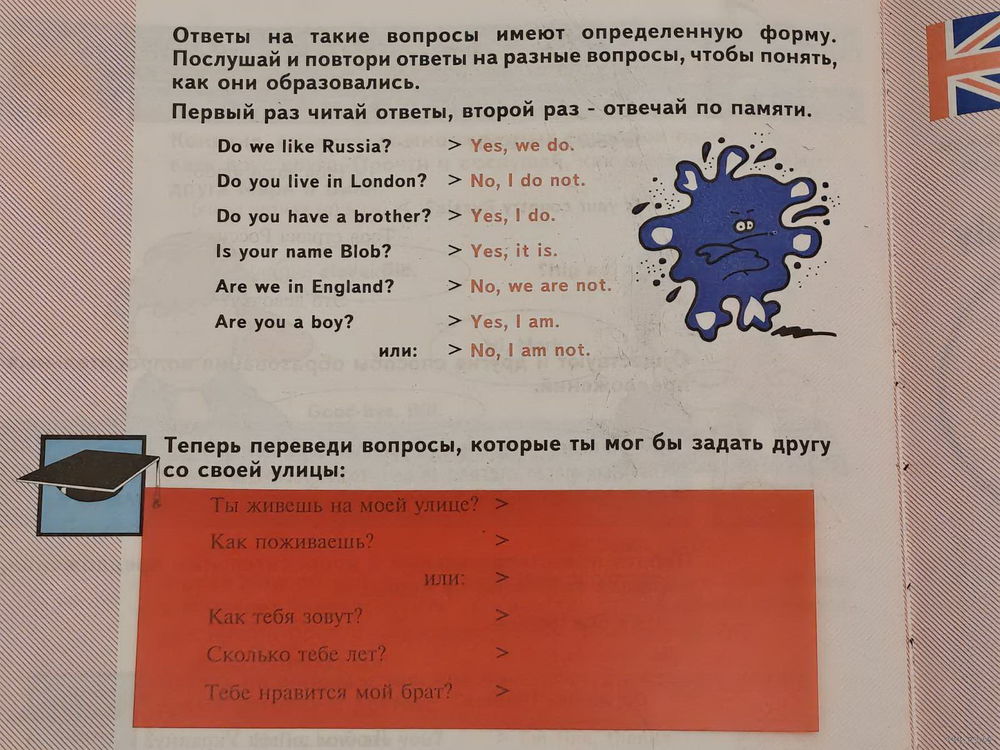 Ответы на такие вопросы имеют определенную форму.
Послушай и повтори ответы на разные вопросы, чтобы понять,
как они образовались.
Первый раз читай ответы, второй раз - отвечай по памяти.
Do we like Russia? > Yes, we do.
Do you live in London? > No, I do not.
Do you have a brother? > Yes, I do.
Is your name Blob? > Yes, it is.
Are we in England? > No, we are not.
Are you a boy? > Yes, I am.
или: > No, I am not.
Теперь переведи вопросы, которые ты мог бы задать другу
со своей улицы:
Ты живешь на моей улице? >
Как поживаешь? >
или: >
Как тебя зовут? >
Сколько тебе лет? >
Тебе нравится мой брат? >